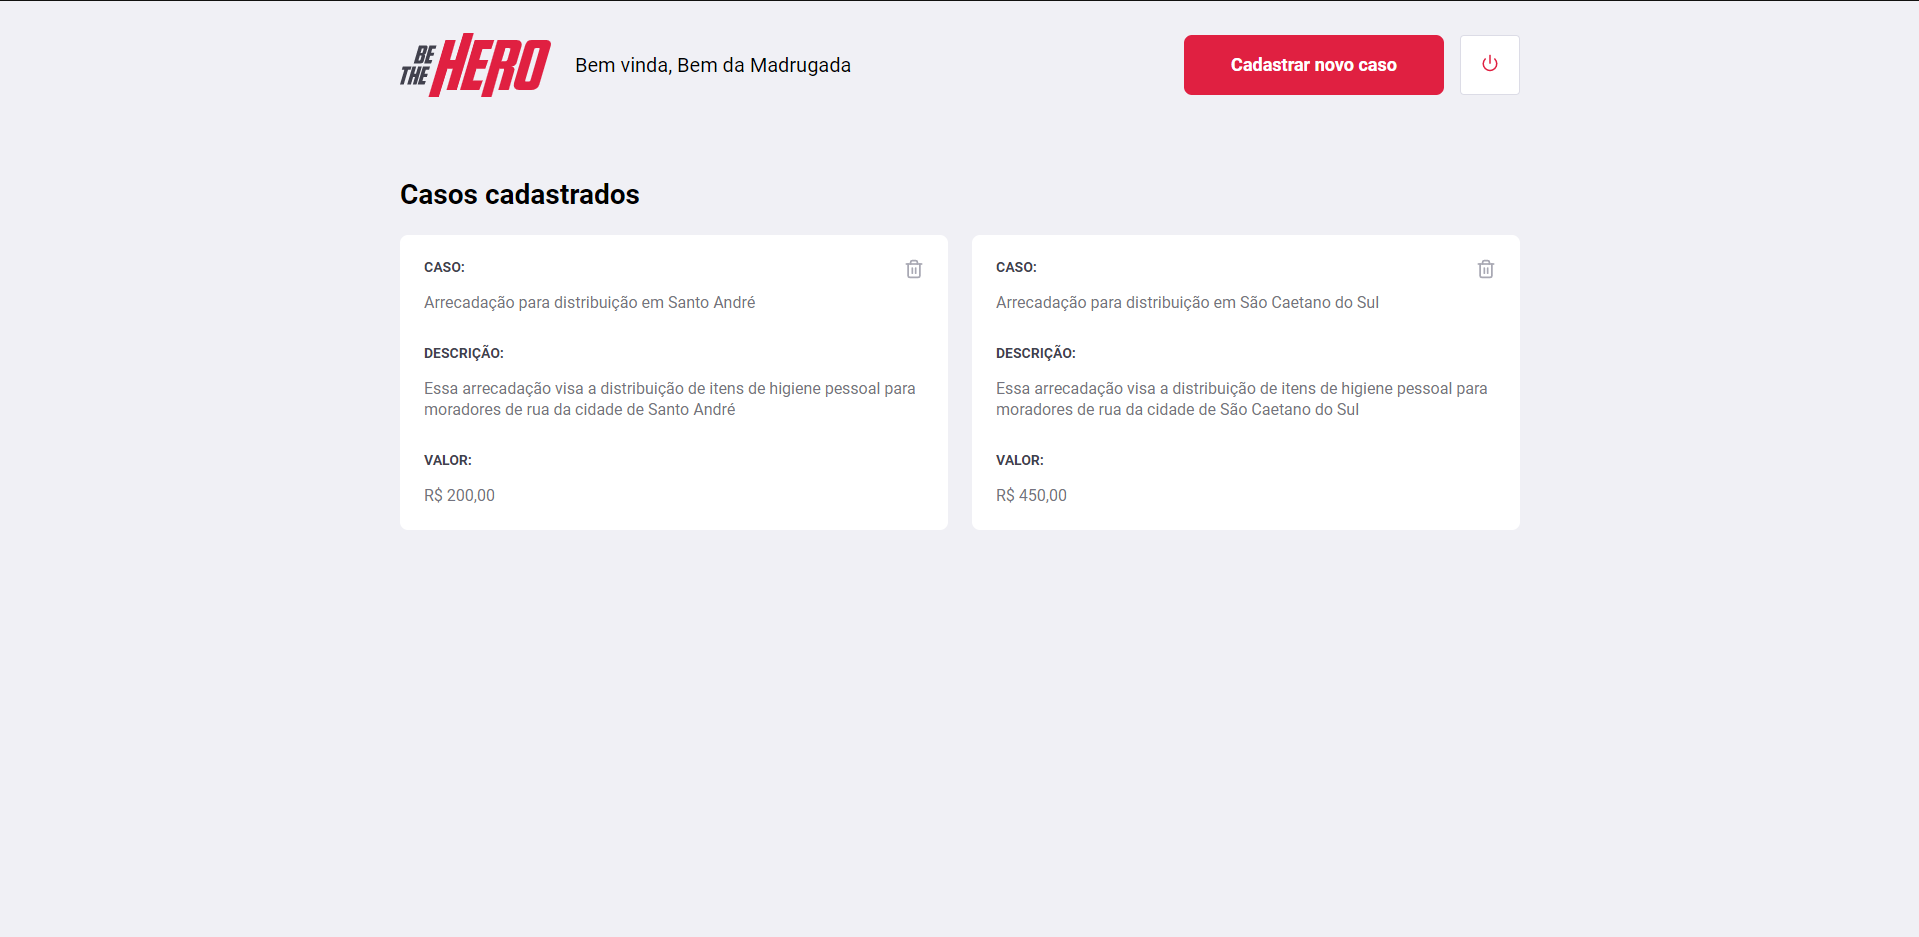 BE
THE HERO
Bem vinda, Bem da Madrugada
Cadastrar novo caso
Casos cadastrados
CASO:
Arrecadação para distribuição em Santo André
DESCRIÇÃO:
Essa arrecadação visa a distribuição de itens de higiene pessoal para
moradores de rua da cidade de Santo André
VALOR:
R$ 200,00
CASO:
Arrecadação para distribuição em São Caetano do Sul
DESCRIÇÃO:
Essa arrecadação visa a distribuição de itens de higiene pessoal para
moradores de rua da cidade de São Caetano do Sul
VALOR:
R$ 450,00